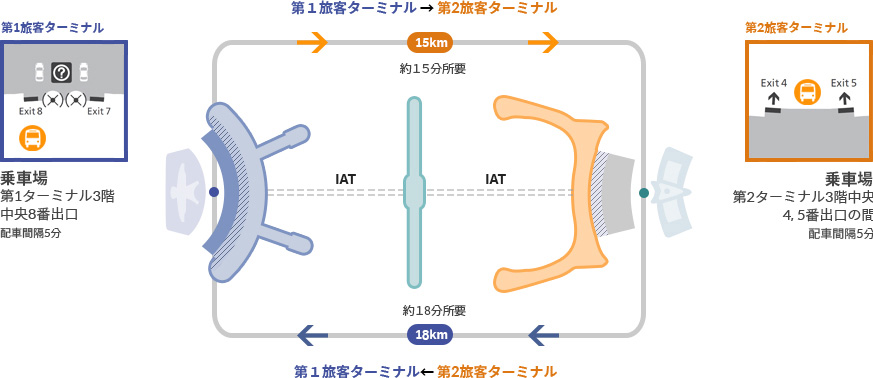 第１旅客ターミナル → 第2旅客ターミナル
第1旅客ターミナル
Exit 8
Exit 7
乗車場
第1ターミナル3階
中央8番出口
配車間隔5分
15km
約１5分所要
IAT
IAT
約１8分所要
18km
第2旅客ターミナル
Exit 4
Exit 5
乗車場
第2ターミナル3階中央
4, 5番出口の間
配車間隔5分
第１旅客ターミナル← 第2旅客ターミナル